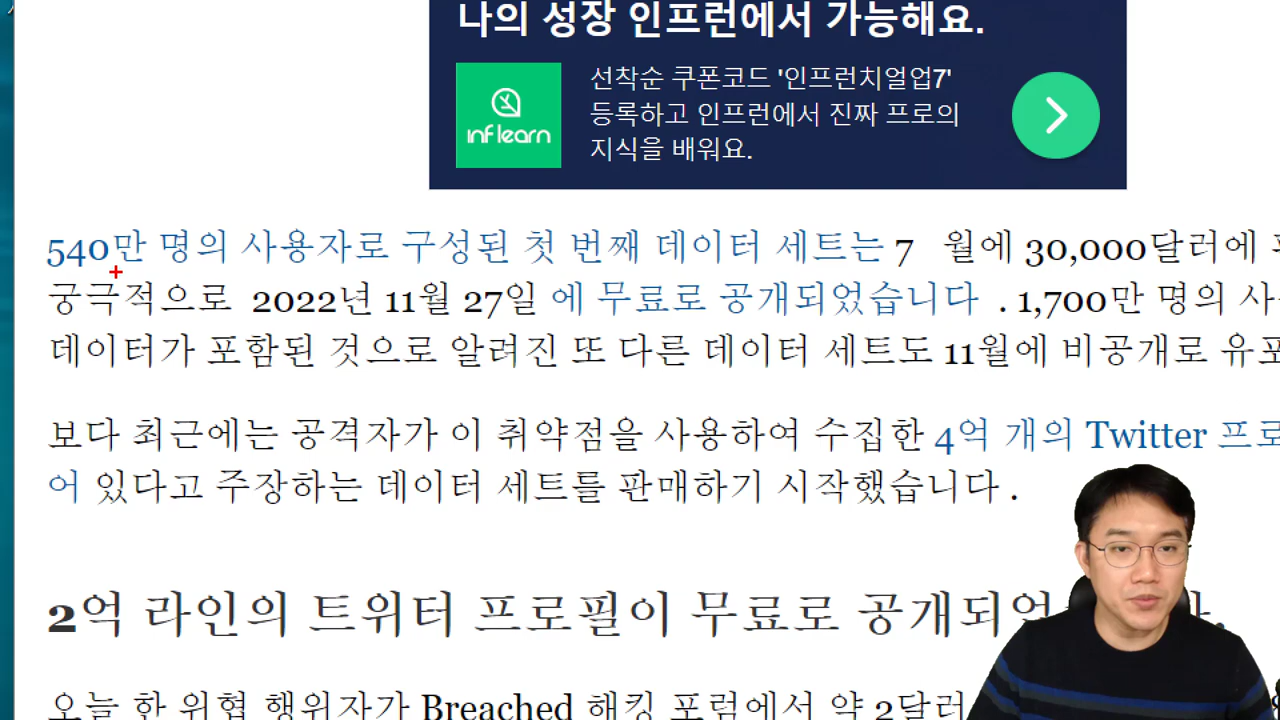 나의 성장 인프런에서 가능해요.
선착순 쿠폰코드 '인프런치얼업7'
등록하고 인프런에서 진짜 프로의
지식을 배워요.
inflearn
540만 명의 사용자로 구성된 첫 번째 데이터 세트는 7 월에 30,000달러에
궁극적으로 2022년 11월 27일 에 무료로 공개되었습니다 . 1,700만 명의
데이터가 포함된 것으로 알려진 또 다른 데이터 세트도 11월에 비공개로
보다 최근에는 공격자가 이 취약점을 사용하여 수집한 4억 개의 Twitter
어 있다고 주장하는 데이터 세트를 판매하기 시작했습니다 .
2억 라인의 트위터 프로필이 무료로
오늘 한 위협 행위자가 Breached 해킹 포럼에서 약 2달러